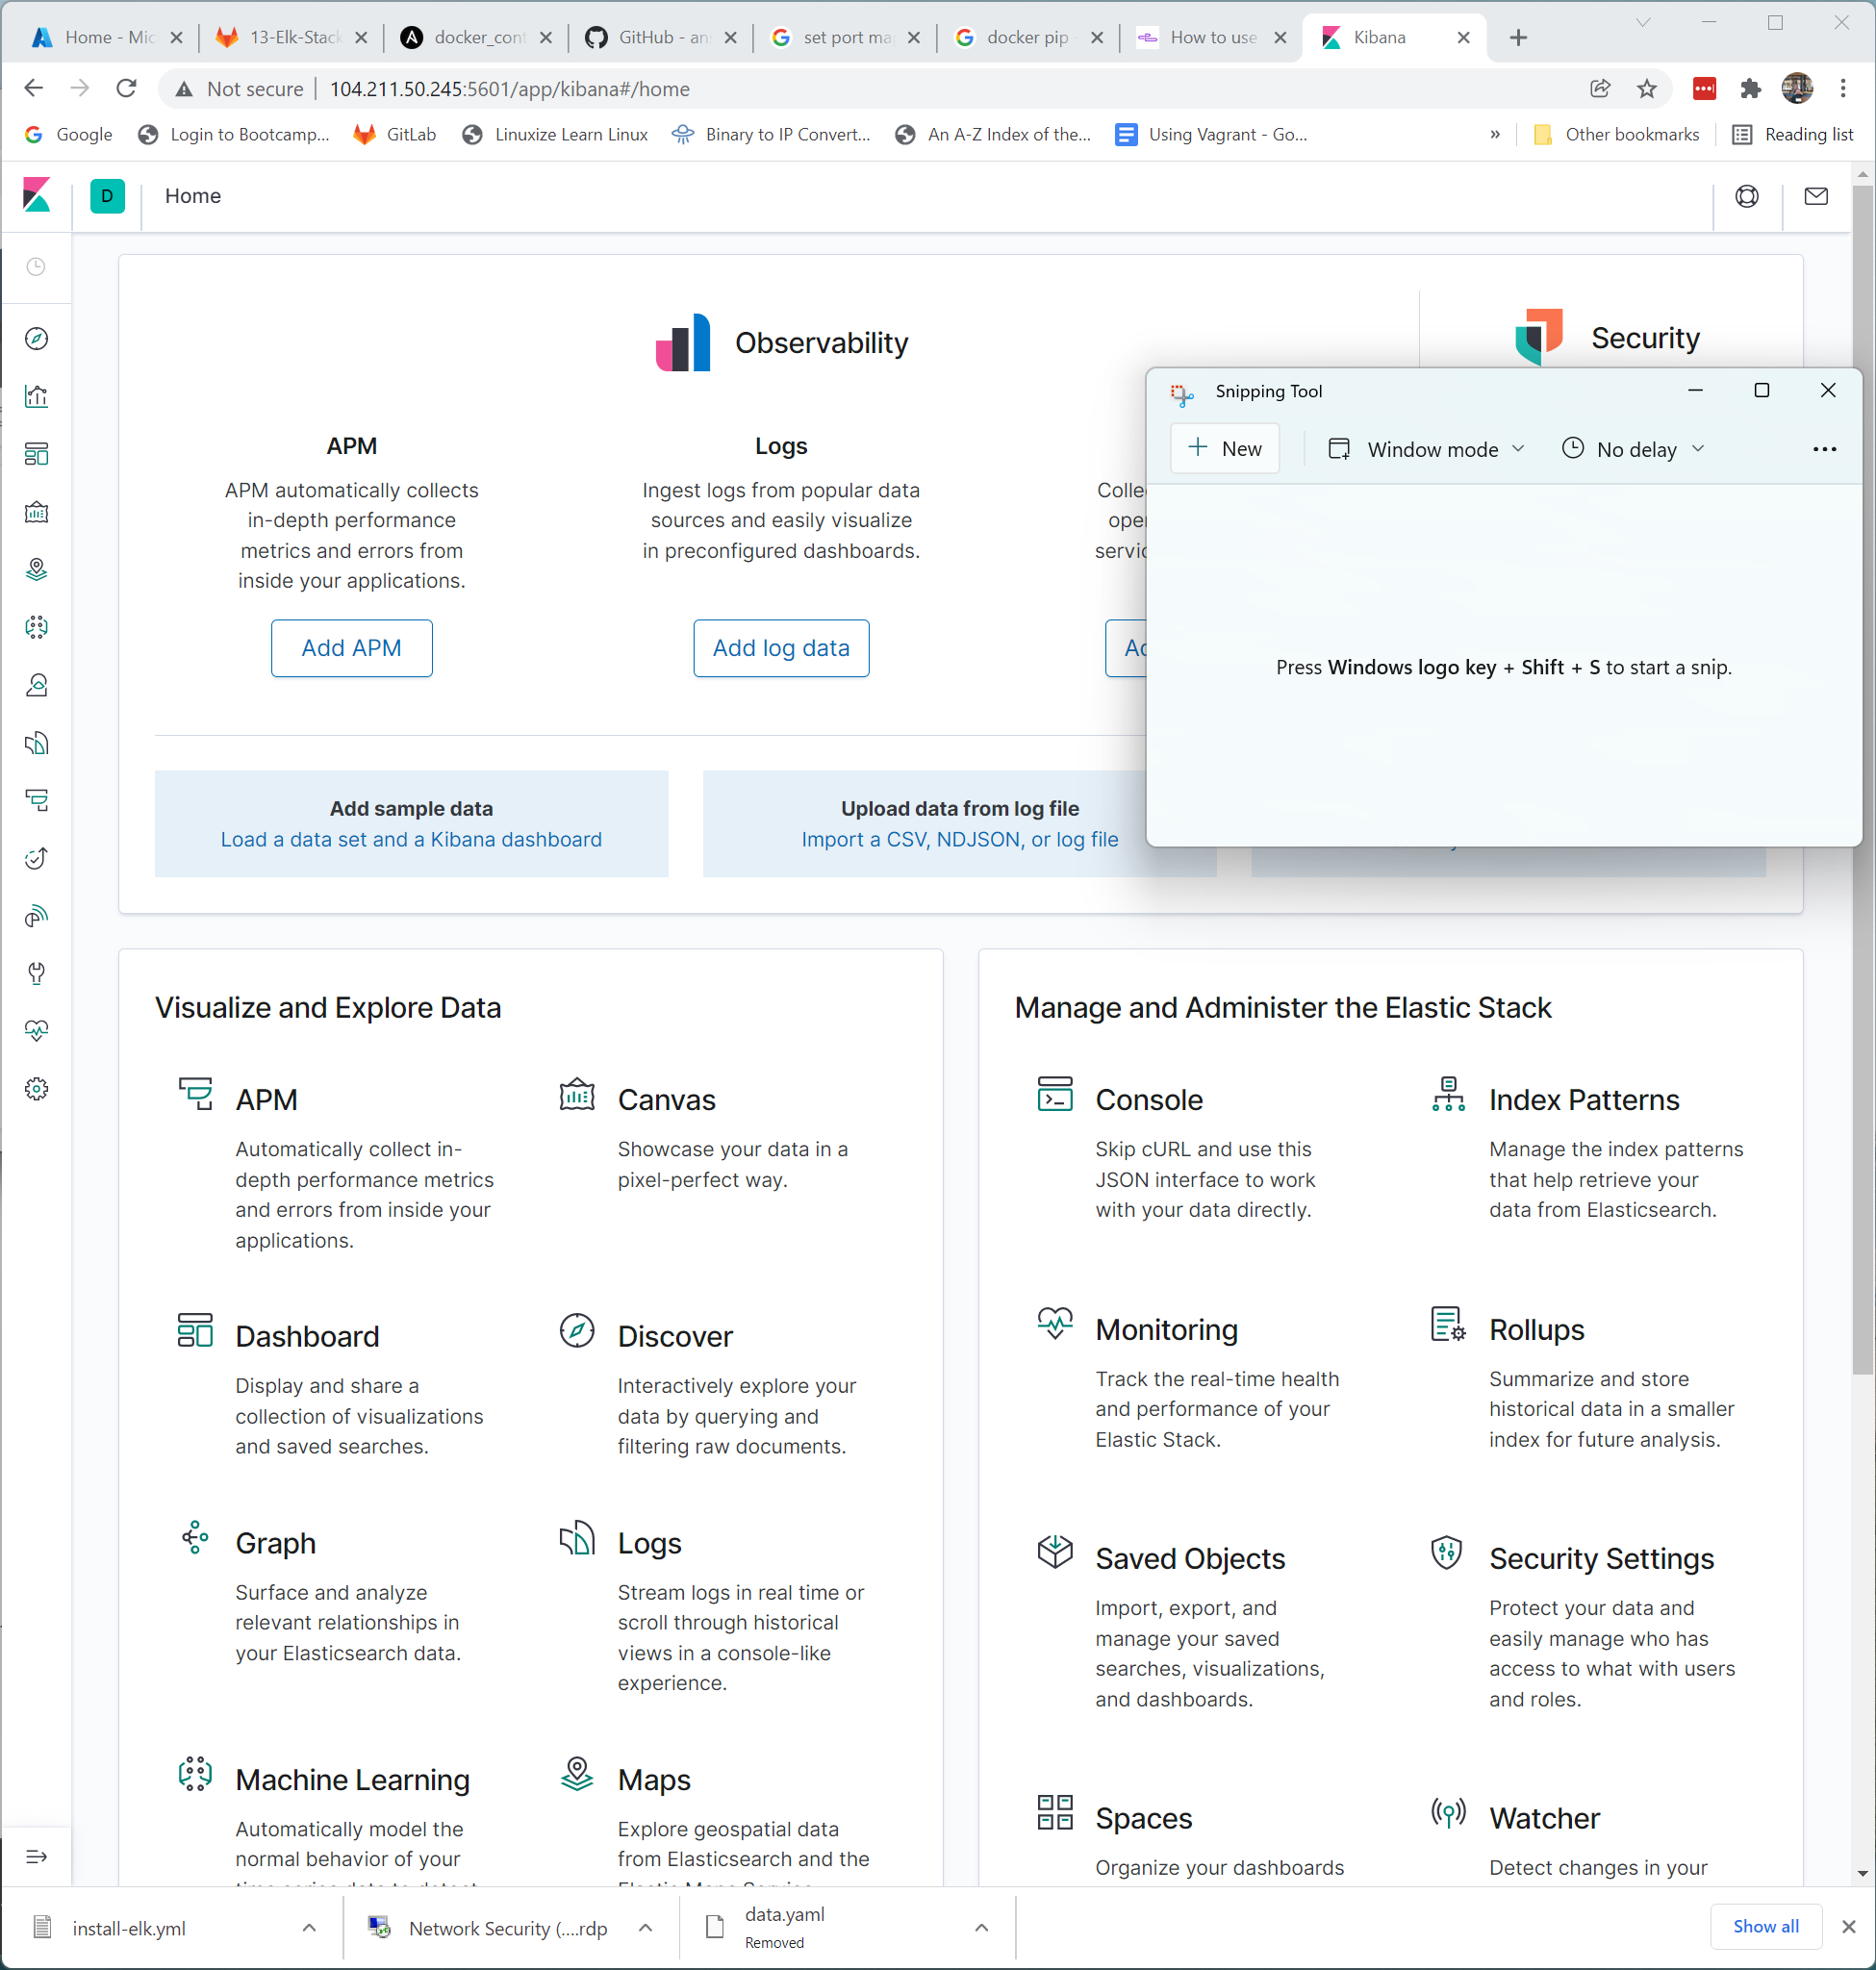 Home - Mic
13-Elk-Stack
docker_cont
GitHub - an
set port ma
docker pip
How to use
Kibana
Not secure
104.211.50.245:5601/app/kibana#/home
Google
Login to Bootcamp...
GitLab
Linuxize Learn Linux
Binary to IP Convert...
An A-Z Index of the...
Using Vagrant - Go...
»
Other bookmarks
Reading list
D
Home
Observability
Security
APM
APM automatically collects
in-depth performance
metrics and errors from
inside your applications.
Add APM
Logs
Ingest logs from popular data
sources and easily visualize
in preconfigured dashboards.
Add log data
Colle
oper
servic
Ad
Snipping Tool
New
Window mode
No delay
Press Windows logo key + Shift + S to start a snip.
Add sample data
Load a data set and a Kibana dashboard
Upload data from log file
Import a CSV, NDJSON, or log file
Visualize and Explore Data
APM
Automatically collect in-
depth performance metrics
and errors from inside your
applications.
Canvas
Showcase your data in a
pixel-perfect way.
Dashboard
Display and share a
collection of visualizations
and saved searches.
Discover
Interactively explore your
data by querying and
filtering raw documents.
Graph
Surface and analyze
relevant relationships in
your Elasticsearch data.
Logs
Stream logs in real time or
scroll through historical
views in a console-like
experience.
Machine Learning
Automatically model the
normal behavior of your
time series data to detect
Maps
Explore geospatial data
from Elasticsearch and the
Elastic Maps Service
Manage and Administer the Elastic Stack
Console
Skip cURL and use this
JSON interface to work
with your data directly.
Index Patterns
Manage the index patterns
that help retrieve your
data from Elasticsearch.
Monitoring
Track the real-time health
and performance of your
Elastic Stack.
Rollups
Summarize and store
historical data in a smaller
index for future analysis.
Saved Objects
Import, export, and
manage your saved
searches, visualizations,
and dashboards.
Security Settings
Protect your data and
easily manage who has
access to what with users
and roles.
Spaces
Organize your dashboards
Watcher
Detect changes in your
install-elk.yml
Network Security (....rdp
data.yaml
Removed
Show all